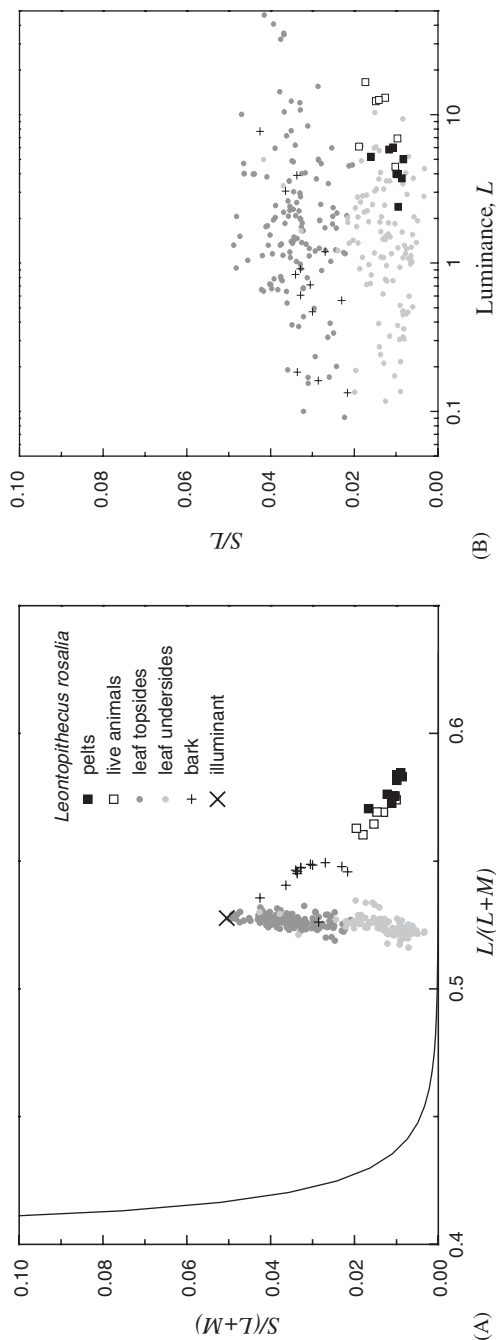 0.10
0.08
0.06
0.04
0.02
0.00
S/(L+M)
0.4
0.5
0.6
L/(L+M)
(A)
Leontopithecus rosalia
pelts
live animals
leaf topsides
leaf undersides
bark
illuminant
0.10
0.08
0.06
0.04
0.02
0.00
S/L
0.1
1
10
Luminance, L
(B)